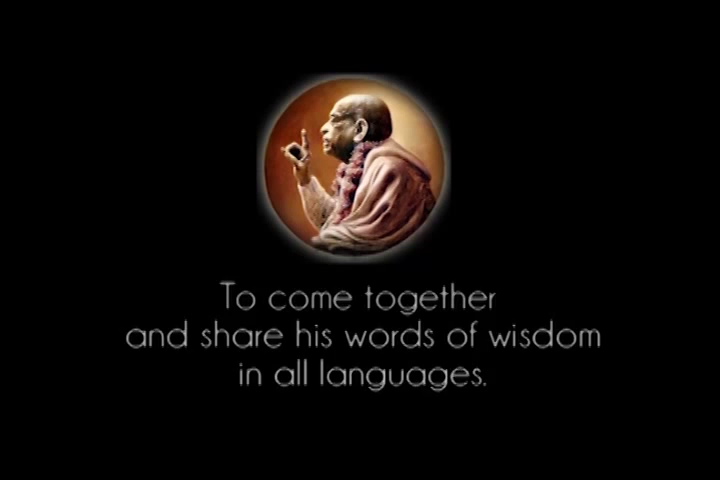 To come together
and share his words of wisdom
in all languages.